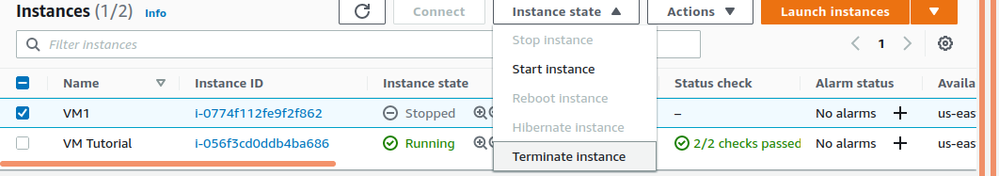 Instances (1/2) Info Connect Instance state Actions Launch instances
Filter instances 1
Stop instance
Start instance
Reboot instance
Hibernate instance
Terminate instance
Name Instance ID Instance state Status check Alarm status Availa
VM1 i-0774f112fe9f2f862 Stopped – No alarms + us-eas
VM Tutorial i-056f3cd0ddb4ba686 Running 2/2 checks passed No alarms + us-eas